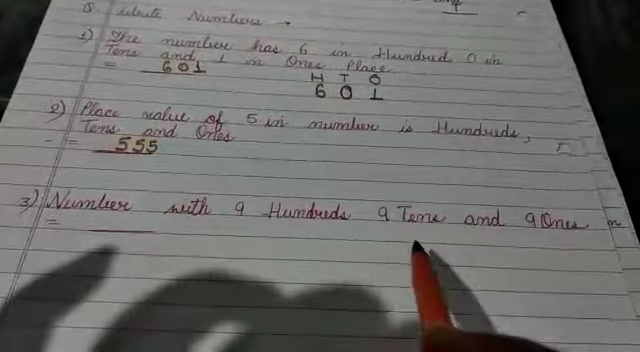 8. Write Numbers.
1) The number has 6 in Hundred 0 in
Tens and 1 in Ones Place
= 601
H T O
6 0 1
2) Place value of 5 in number is Hundreds,
Tens and Ones
= 555
3) Number with 9 Hundreds 9 Tens and 9 Ones
=